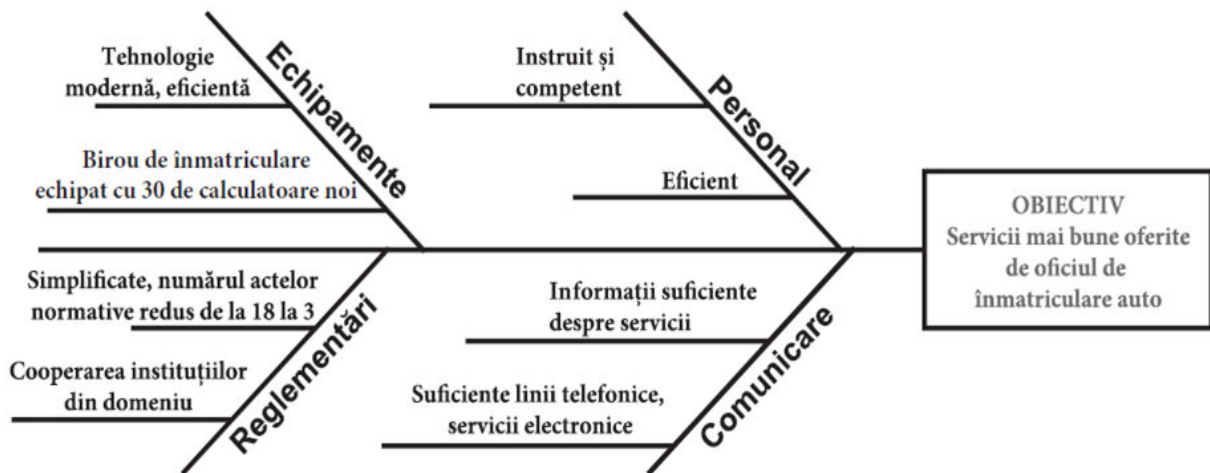 Tehnologie
modernă, eficientă
Birou de înmatriculare
echipat cu 30 de calculatoare noi
Echipamente
Instruit și
competent
Eficient
Personal
OBIECTIV
Servicii mai bune oferite
de oficiul de
înmatriculare auto
Simplificate, numărul actelor
normative redus de la 18 la 3
Cooperarea instituțiilor
din domeniu
Reglementări
Informații suficiente
despre servicii
Suficiente linii telefonice,
servicii electronice
Comunicare